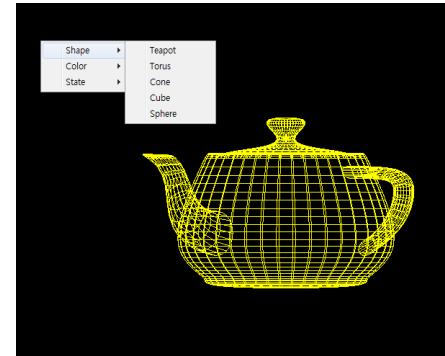 Shape
Color
State
Teapot
Torus
Cone
Cube
Sphere